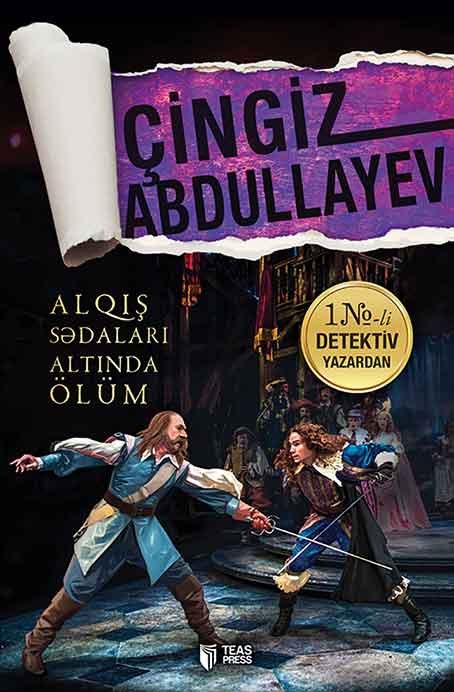 ÇİNGİZ
ABDULLAYEV
ALQIŞ
SƏDALARI
ALTINDA
ÖLÜM
1№-li
DETEKTİV
YAZARDAN
TEAS
PRESS